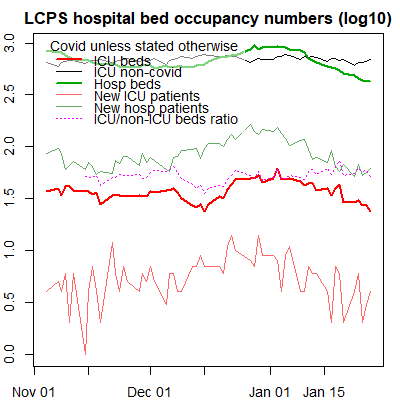 LCPS hospital bed occupancy numbers (log10)
Covid unless stated otherwise
ICU beds
ICU non-covid
Hosp beds
New ICU patients
New hosp patients
ICU/non-ICU beds ratio
3.0
2.5
2.0
1.5
1.0
0.5
0.0
Nov 01 Dec 01 Jan 01 Jan 15